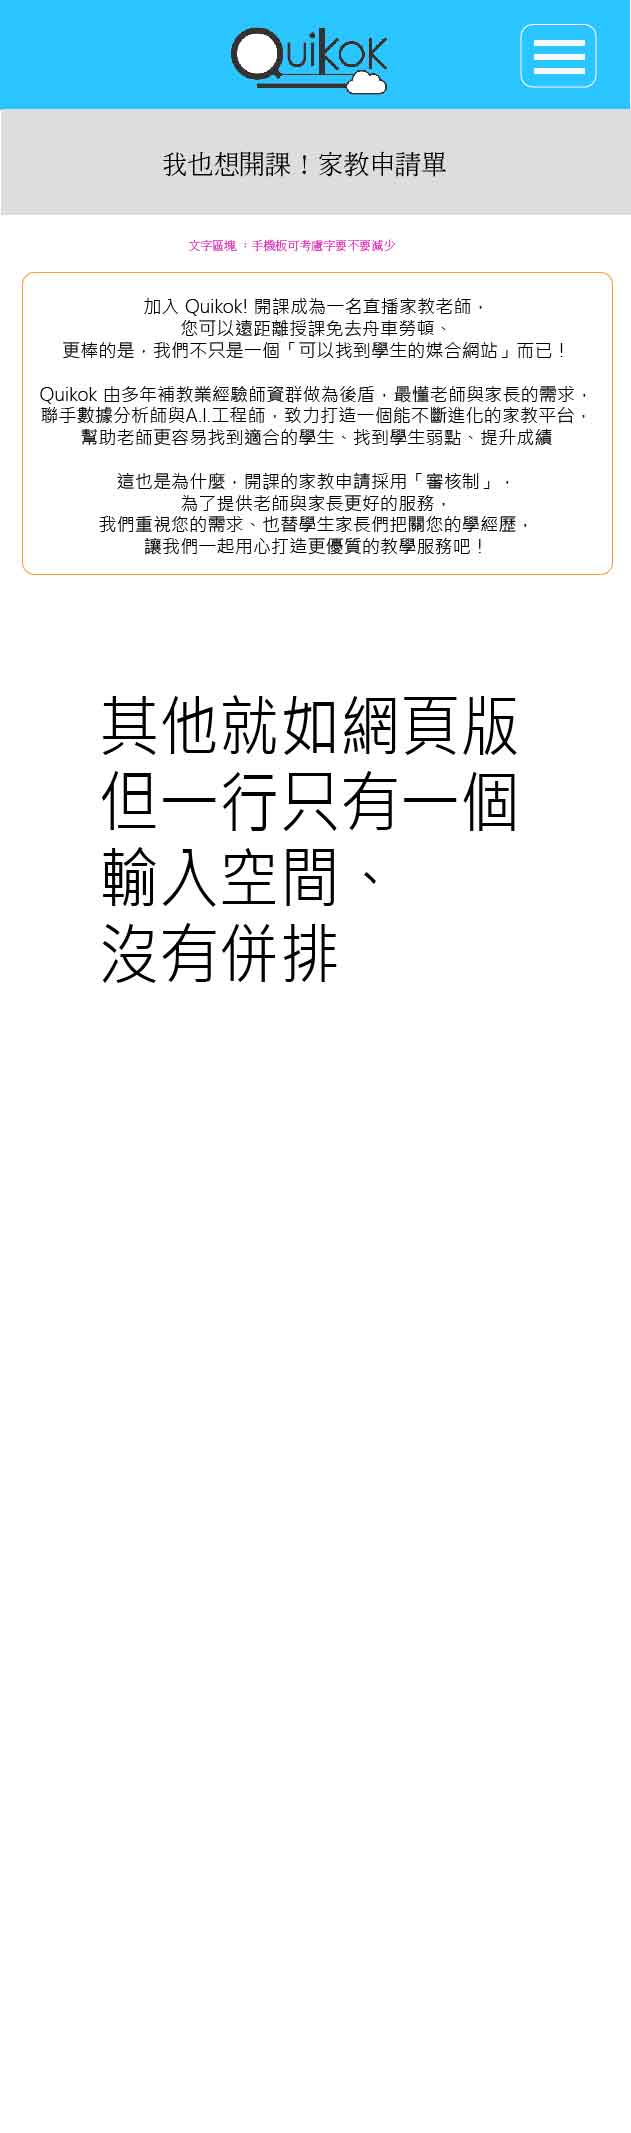 Quikok
我也想開課！家教申請單
文字區塊：手機板可考慮字要不要減少
加入 Quikok! 開課成為一名直播家教老師，
您可以遠距離授課免去舟車勞頓、
更棒的是，我們不只是一個「可以找到學生的媒合網站」而已！
Quikok 由多年補教業經驗師資群做為後盾，最懂老師與家長的需求，
聯手數據分析師與A.I.工程師，致力打造一個能不斷進化的家教平台，
幫助老師更容易找到適合的學生、找到學生弱點、提升成績
這也是為什麼，開課的家教申請採用「審核制」，
為了提供老師與家長更好的服務，
我們重視您的需求、也替學生家長們把關您的學經歷，
讓我們一起用心打造更優質的教學服務吧！
其他就如網頁版
但一行只有一個
輸入空間、
沒有併排